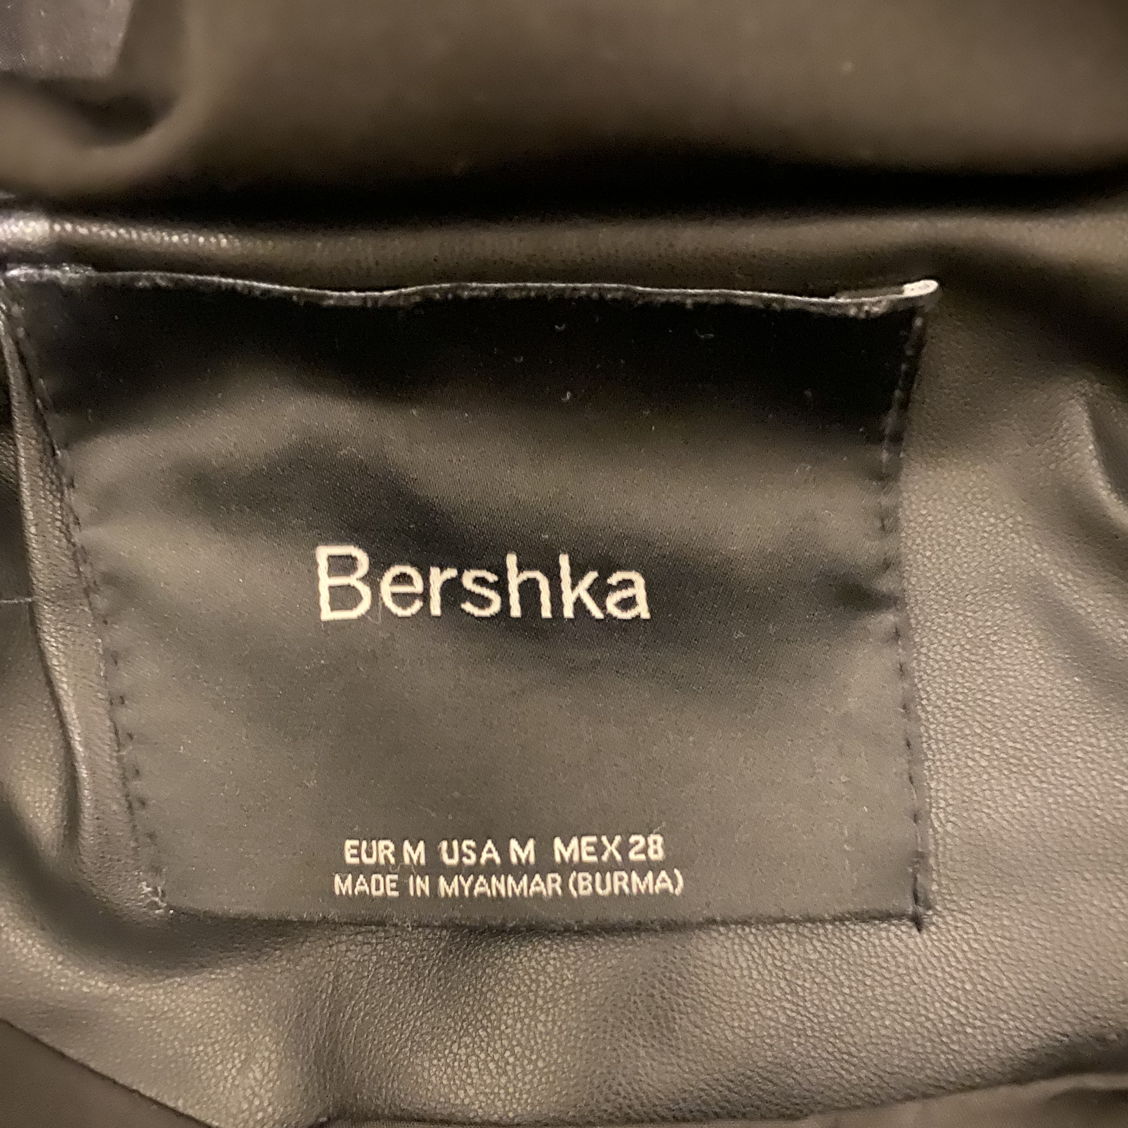 Bershka
EUR M USA M MEX 28
MADE IN MYANMAR (BURMA)